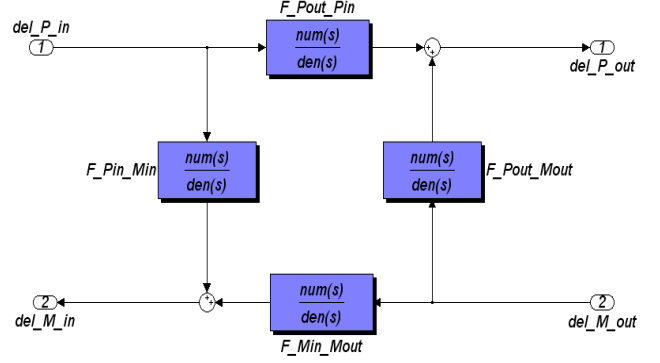 F_Pout_Pin
del_P_in
1
num(s)
den(s)
1
del_P_out
num(s)
den(s)
F_Pin_Min
num(s)
den(s)
F_Pout_Mout
2
del_M_in
num(s)
den(s)
2
del_M_out
F_Min_Mout